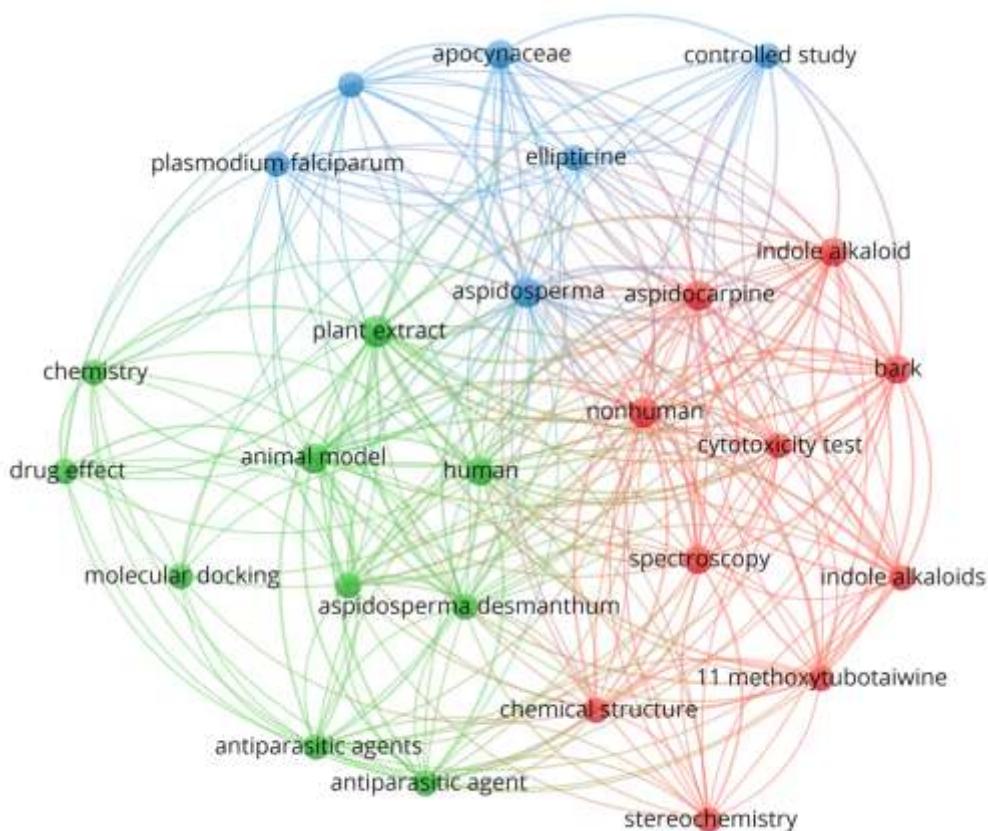 apocynaceae
controlled study
plasmodium falciparum
ellipticine
indole alkaloid
aspidosperma
aspidocarpine
plant extract
chemistry
bark
nonhuman
cytotoxicity test
drug effect
animal model
human
spectroscopy
molecular docking
indole alkaloids
aspidosperma desmanthum
11 methoxytubotaiwine
chemical structure
antiparasitic agents
antiparasitic agent
stereochemistry